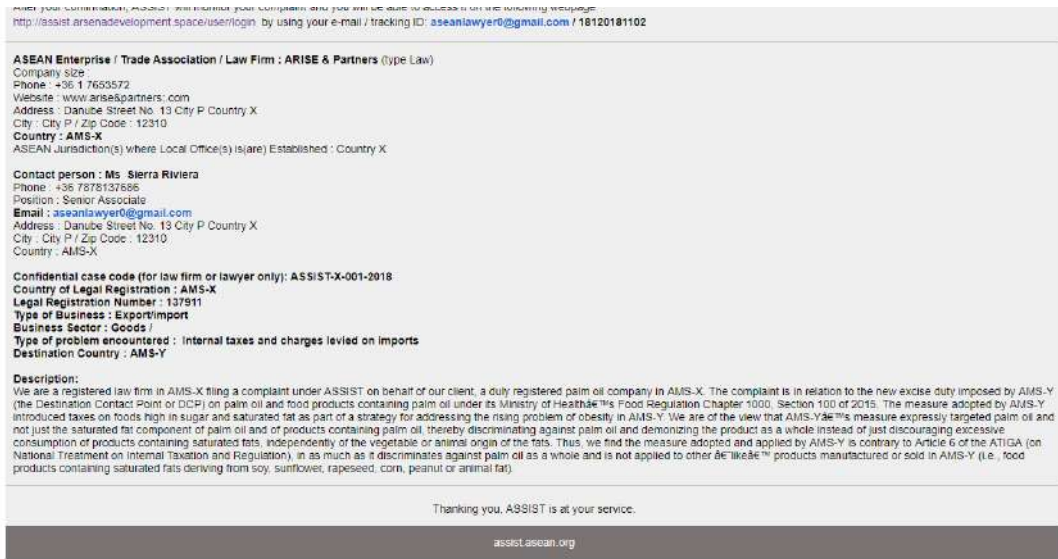 After your confirmation, ASSIST will monitor your complaint and you will be able to access it on the following webpage
http://assist.arsenadevelopment.space/user/login by using your e-mail / tracking ID: aseanlawyer0@gmail.com / 18120181102
ASEAN Enterprise / Trade Association / Law Firm : ARISE & Partners (type Law)
Company size :
Phone : +36 1 7653572
Website : www.arise&partners;.com
Address : Danube Street No. 13 City P Country X
City : City P / Zip Code : 12310
Country : AMS-X
ASEAN Jurisdiction(s) where Local Office(s) is(are) Established : Country X
Contact person : Ms Sierra Riviera
Phone : +36 7878137686
Position : Senior Associate
Email : aseanlawyer0@gmail.com
Address : Danube Street No. 13 City P Country X
City : City P / Zip Code : 12310
Country : AMS-X
Confidential case code (for law firm or lawyer only): ASSIST-X-001-2018
Country of Legal Registration : AMS-X
Legal Registration Number : 137911
Type of Business : Export/import
Business Sector : Goods /
Type of problem encountered : Internal taxes and charges levied on imports
Destination Country : AMS-Y
Description:
We are a registered law firm in AMS-X filing a complaint under ASSIST on behalf of our client, a duly registered palm oil company in AMS-X. The complaint is in relation to the new excise duty imposed by AMS-Y
(the Destination Contact Point or DCP) on palm oil and food products containing palm oil under its Ministry of Healthâ€™s Food Regulation Chapter 1000, Section 100 of 2015. The measure adopted by AMS-Y
introduced taxes on foods high in sugar and saturated fat as part of a strategy for addressing the rising problem of obesity in AMS-Y. We are of the view that AMS-Yâ€™s measure expressly targeted palm oil and
not just the saturated fat component of palm oil and of products containing palm oil, thereby discriminating against palm oil and demonizing the product as a whole instead of just discouraging excessive
consumption of products containing saturated fats, independently of the vegetable or animal origin of the fats. Thus, we find the measure adopted and applied by AMS-Y is contrary to Article 6 of the ATIGA (on
National Treatment on Internal Taxation and Regulation), in as much as it discriminates against palm oil as a whole and is not applied to other â€˜likeâ€™ products manufactured or sold in AMS-Y (i.e., food
products containing saturated fats deriving from soy, sunflower, rapeseed, corn, peanut or animal fat).
Thanking you, ASSIST is at your service.
assist.asean.org